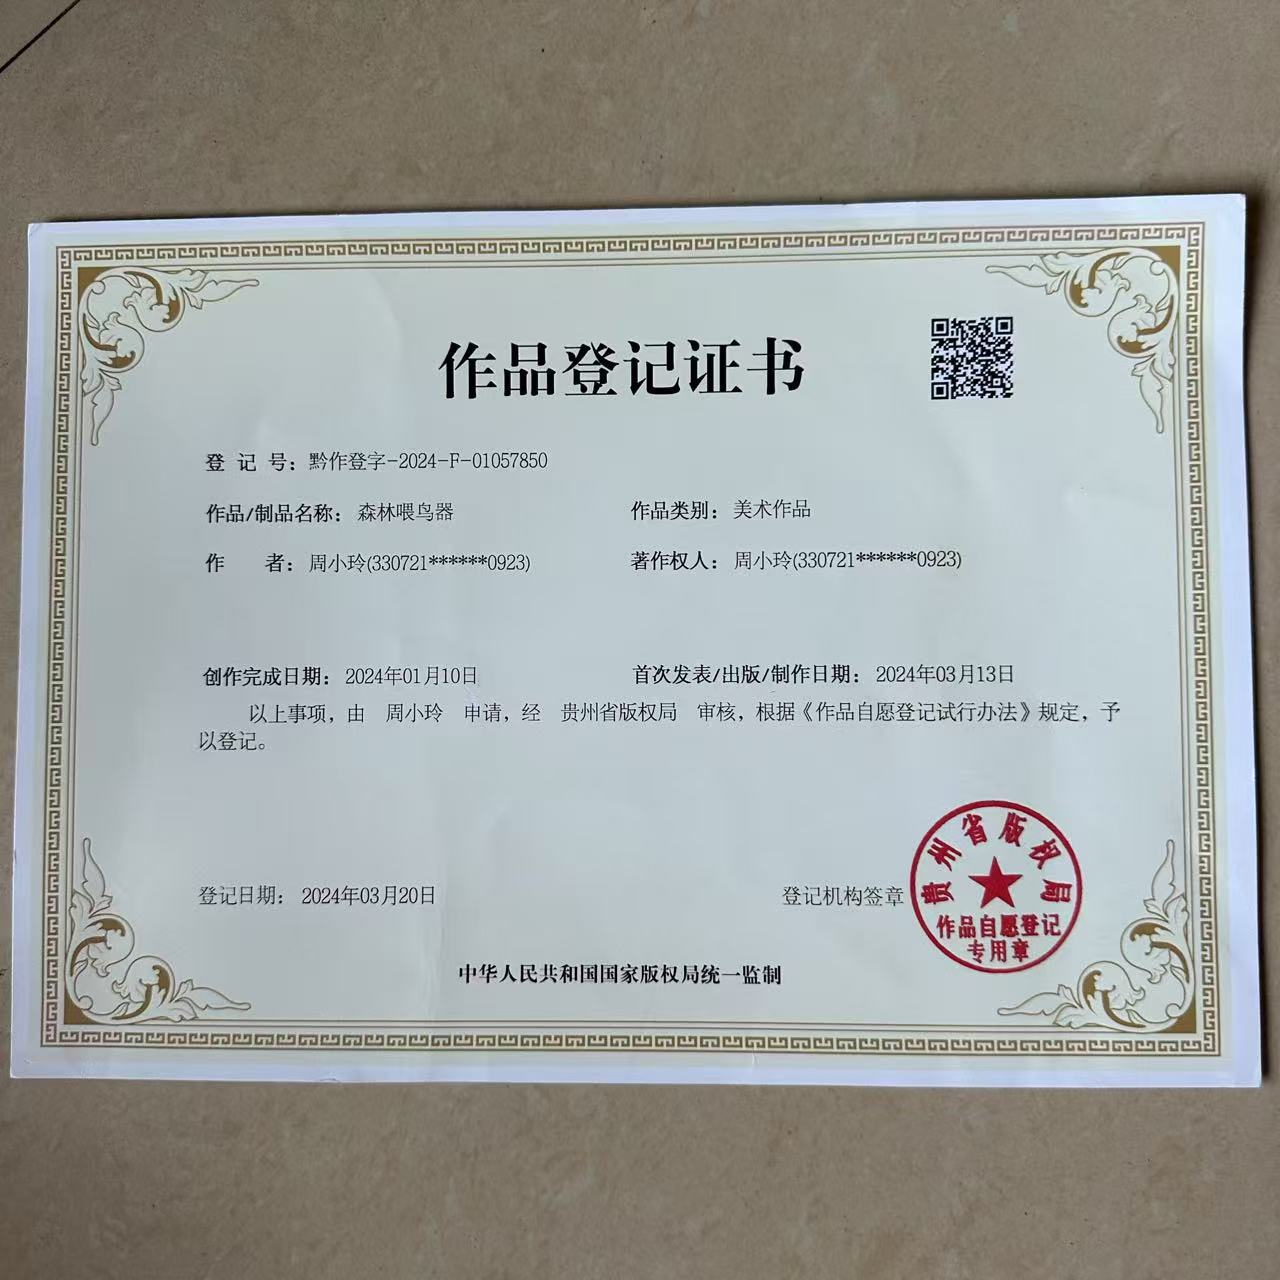 作品登记证书
登 记 号：黔作登字-2024-F-01057850
作品/制品名称：森林喂鸟器 作品类别：美术作品
作 者：周小玲(330721******0923) 著作权人：周小玲(330721******0923)
创作完成日期：2024年01月10日 首次发表/出版/制作日期：2024年03月13日
以上事项，由 周小玲 申请，经 贵州省版权局 审核，根据《作品自愿登记试行办法》规定，予
以登记。
登记日期：2024年03月20日 登记机构签章
贵州省版权局
作品自愿登记
专用章
中华人民共和国国家版权局统一监制